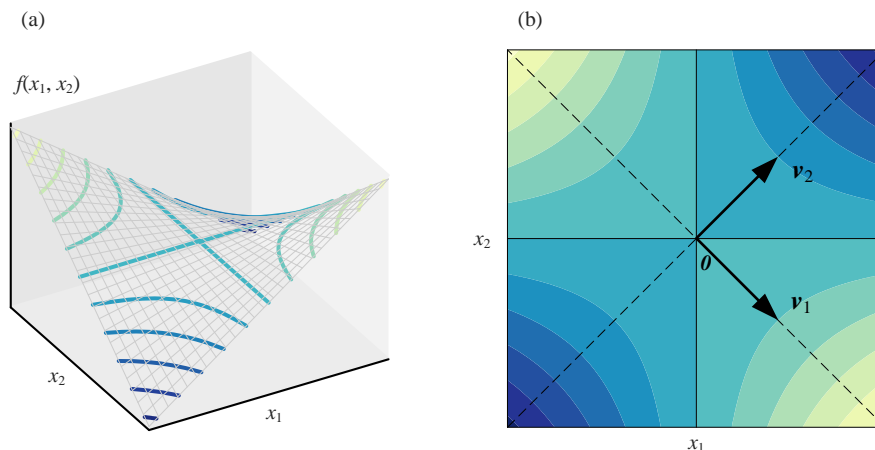 (a)
f(x₁, x₂)
x₂
x₁
(b)
x₂
v₂
0
v₁
x₁